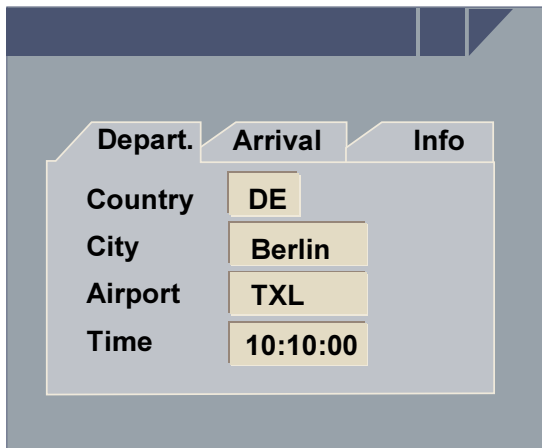 Depart. Arrival Info
Country DE
City Berlin
Airport TXL
Time 10:10:00